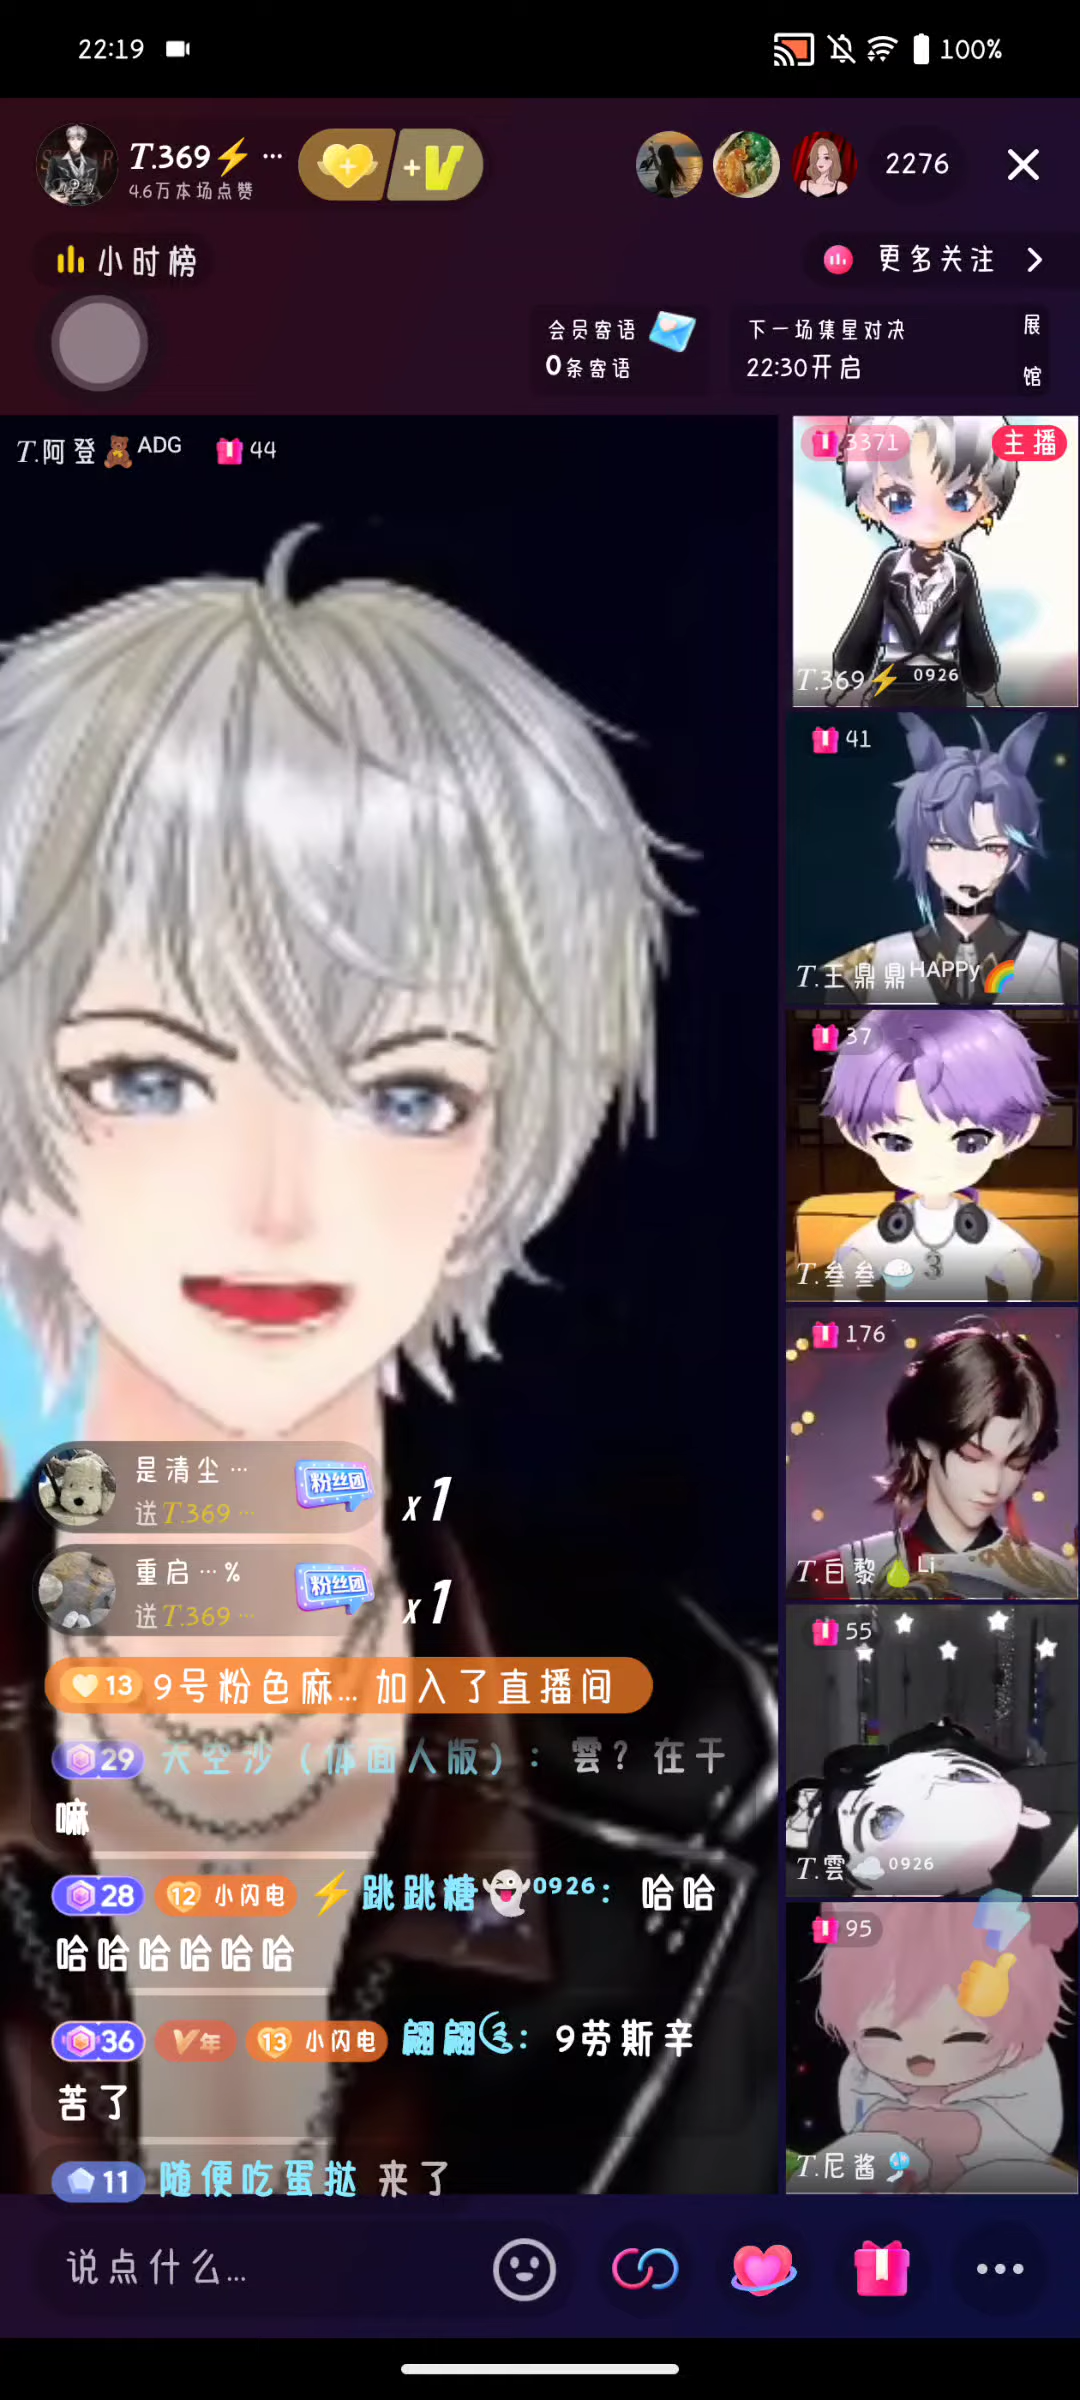 22:19
100%
T.369⚡ ···
4.6万本场点赞
+V
2276
小时榜
更多关注
会员寄语
0条寄语
下一场集星对决
22:30开启
展馆
T.阿登🧸ADG
44
3371
主播
T.369⚡ 0926
41
T.王鼎鼎HAPPy🌈
37
3
T.叁叁🍚
176
T.白黎🍐Li
55
T.雲☁️0926
95
T.尼酱
是清尘 ···
送T.369 ···
粉丝团
x1
重启 ···%
送T.369 ···
粉丝团
x1
13 9号粉色麻... 加入了直播间
29 天空沙（体面人版）：雲？在干
嘛
28 12 小闪电 ⚡跳跳糖👻0926：哈哈
哈哈哈哈哈哈
36 V年 13 小闪电 翩翩：9劳斯辛
苦了
11 随便吃蛋挞 来了
说点什么...